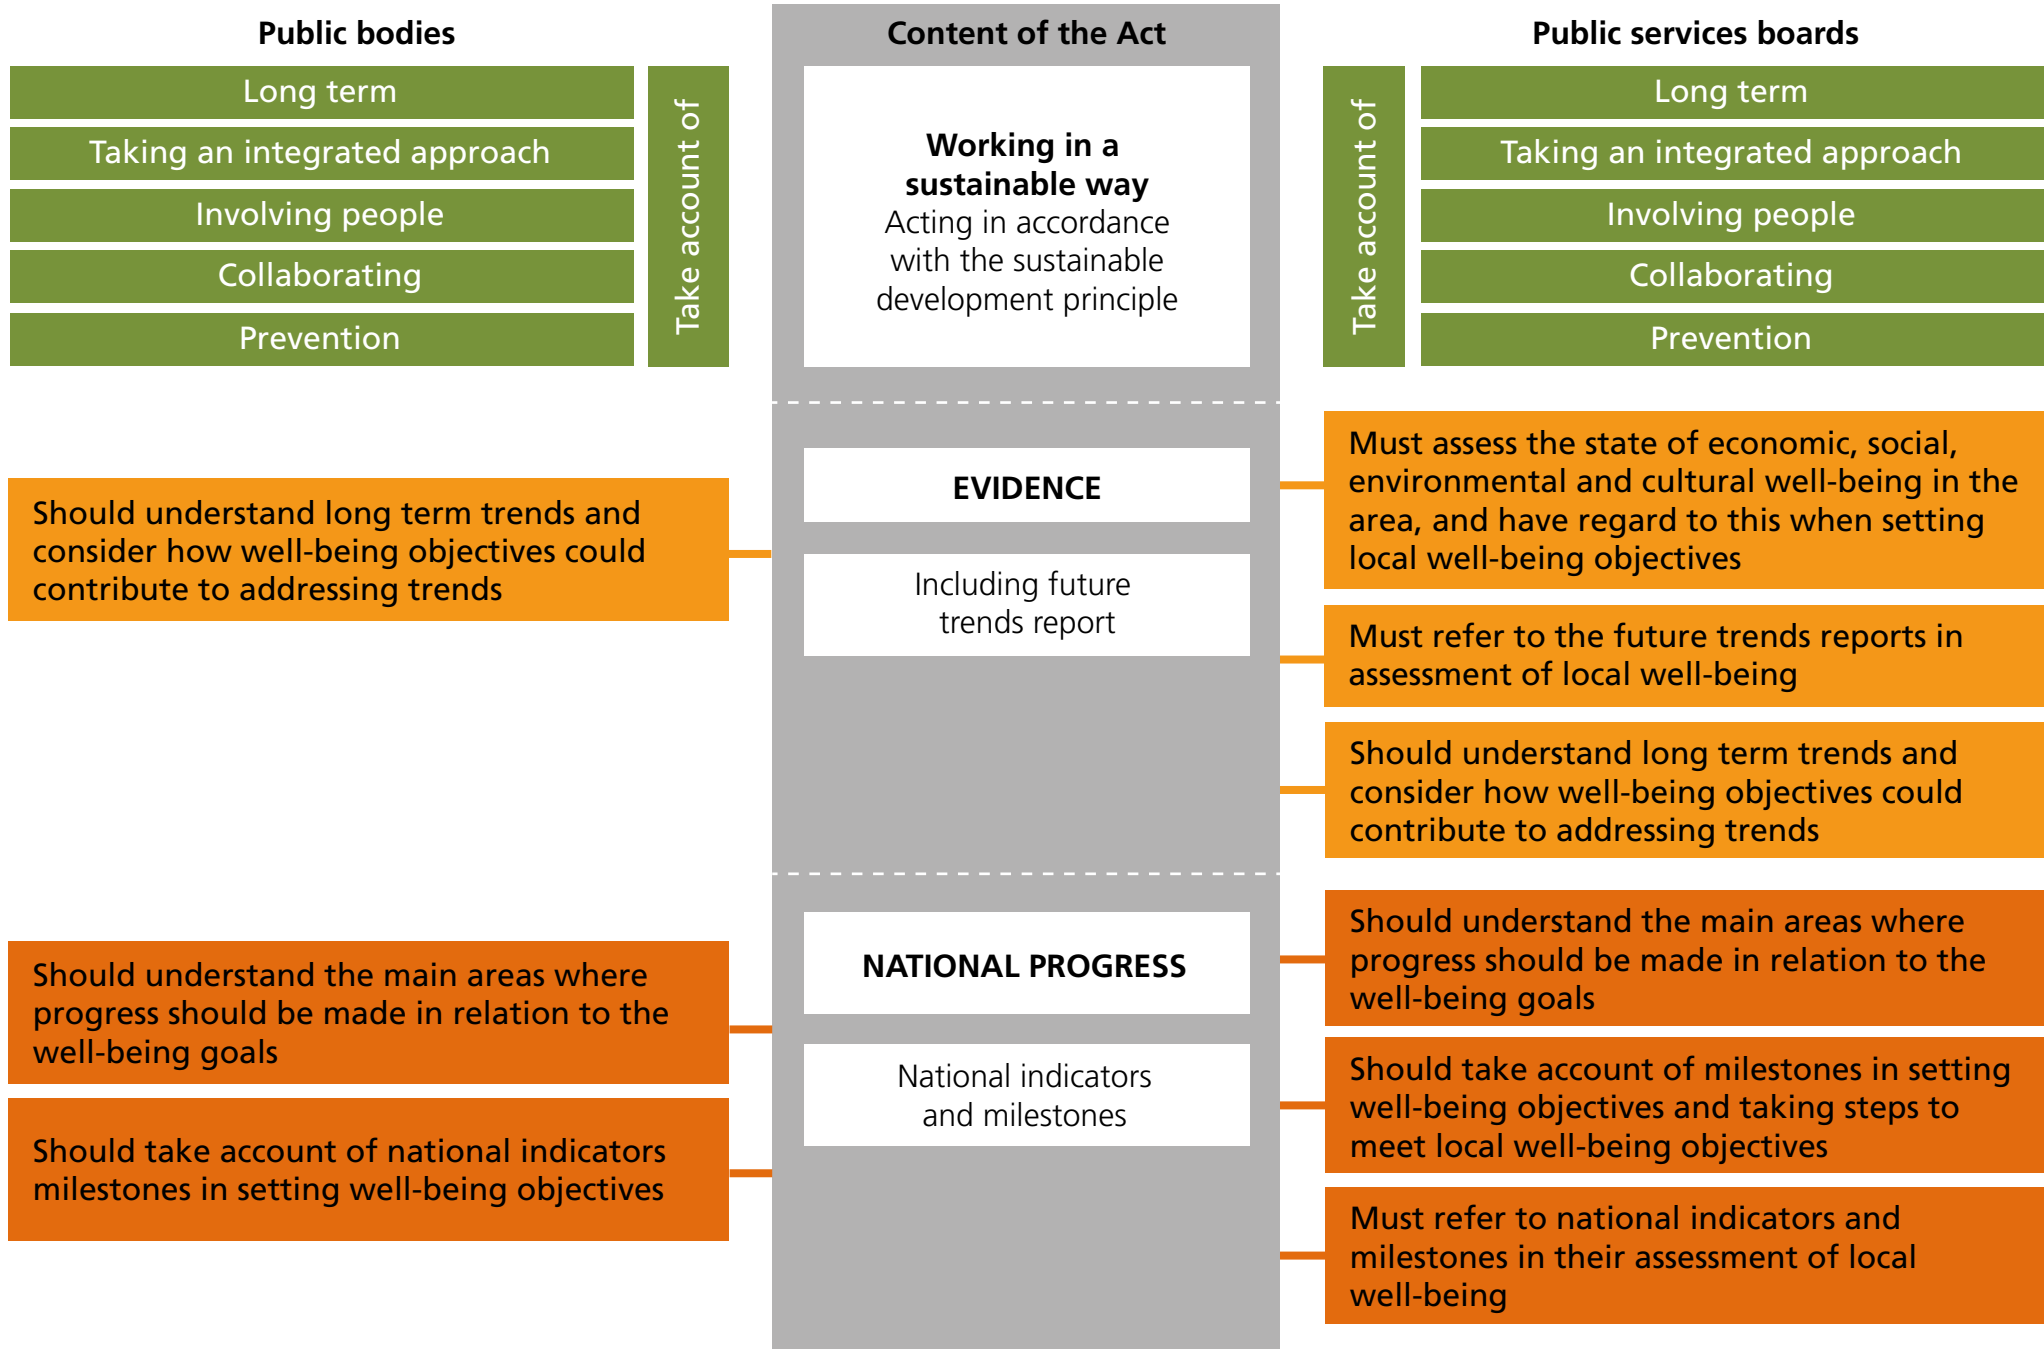 Public bodies
Long term
Taking an integrated approach
Involving people
Collaborating
Prevention
Take account of
Should understand long term trends and
consider how well-being objectives could
contribute to addressing trends
Should understand the main areas where
progress should be made in relation to the
well-being goals
Should take account of national indicators
milestones in setting well-being objectives
Content of the Act
Working in a
sustainable way
Acting in accordance
with the sustainable
development principle
EVIDENCE
Including future
trends report
NATIONAL PROGRESS
National indicators
and milestones
Public services boards
Take account of
Long term
Taking an integrated approach
Involving people
Collaborating
Prevention
Must assess the state of economic, social,
environmental and cultural well-being in the
area, and have regard to this when setting
local well-being objectives
Must refer to the future trends reports in
assessment of local well-being
Should understand long term trends and
consider how well-being objectives could
contribute to addressing trends
Should understand the main areas where
progress should be made in relation to the
well-being goals
Should take account of milestones in setting
well-being objectives and taking steps to
meet local well-being objectives
Must refer to national indicators and
milestones in their assessment of local
well-being